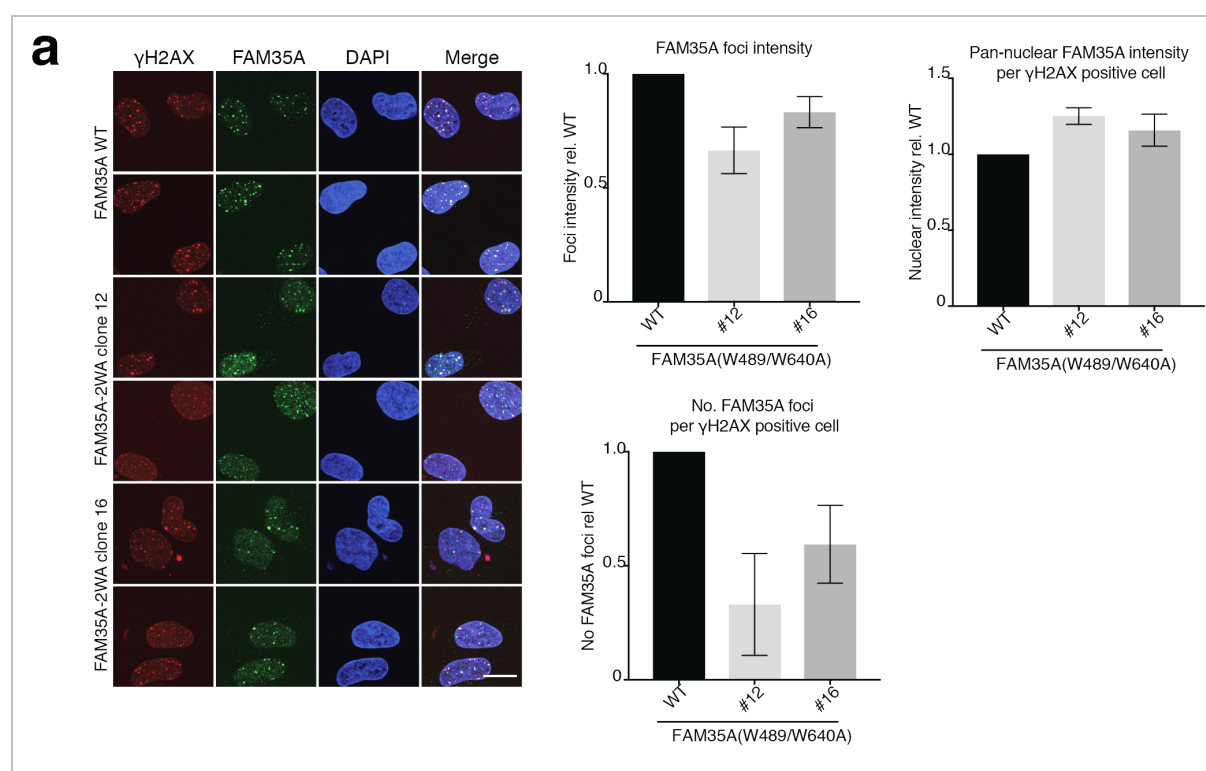 a
γH2AX FAM35A DAPI Merge
FAM35A WT
FAM35A-2WA clone 12
FAM35A-2WA clone 16
FAM35A foci intensity
Foci intensity rel. WT
1.0
0.5
0
WT #12 #16
FAM35A(W489/W640A)
Pan-nuclear FAM35A intensity
per γH2AX positive cell
Nuclear intensity rel. WT
1.5
1.0
0.5
0
WT #12 #16
FAM35A(W489/W640A)
No. FAM35A foci
per γH2AX positive cell
No FAM35A foci rel WT
1.0
0.5
0
WT #12 #16
FAM35A(W489/W640A)